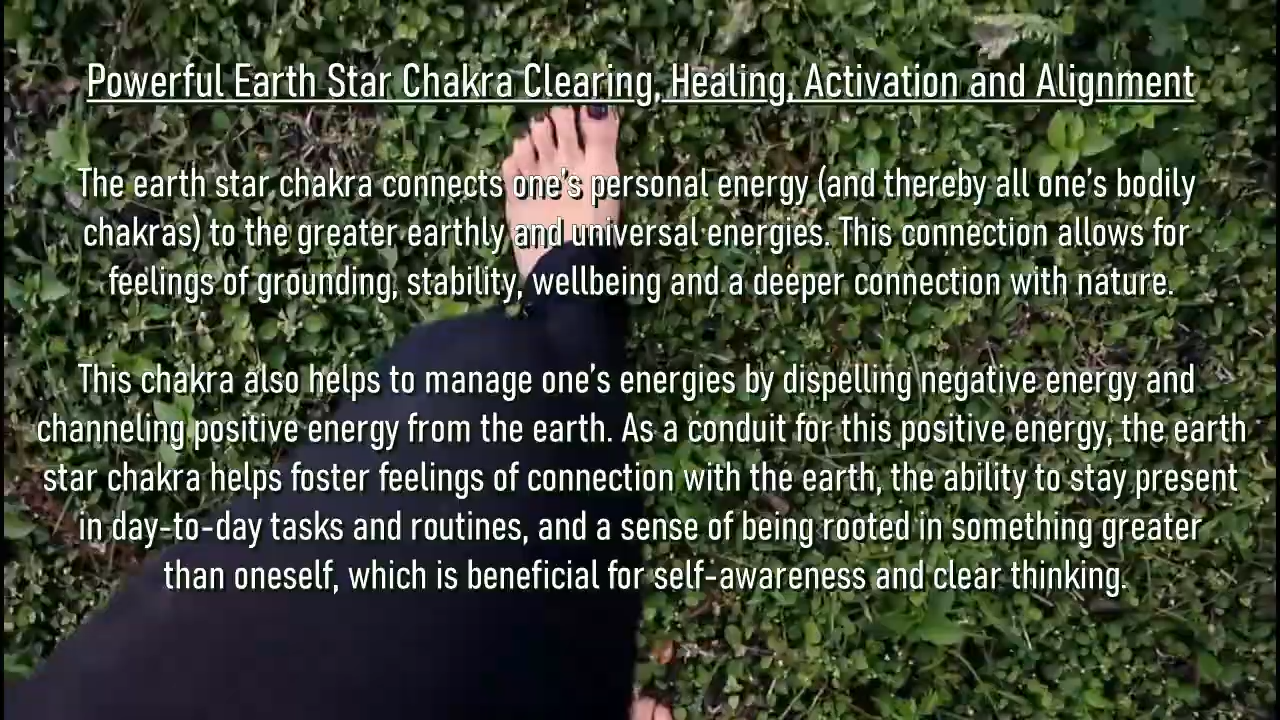 Powerful Earth Star Chakra Clearing, Healing, Activation and Alignment
The earth star chakra connects one's personal energy (and thereby all one's bodily
chakras) to the greater earthly and universal energies. This connection allows for
feelings of grounding, stability, wellbeing and a deeper connection with nature.
This chakra also helps to manage one's energies by dispelling negative energy and
channeling positive energy from the earth. As a conduit for this positive energy, the earth
star chakra helps foster feelings of connection with the earth, the ability to stay present
in day-to-day tasks and routines, and a sense of being rooted in something greater
than oneself, which is beneficial for self-awareness and clear thinking.